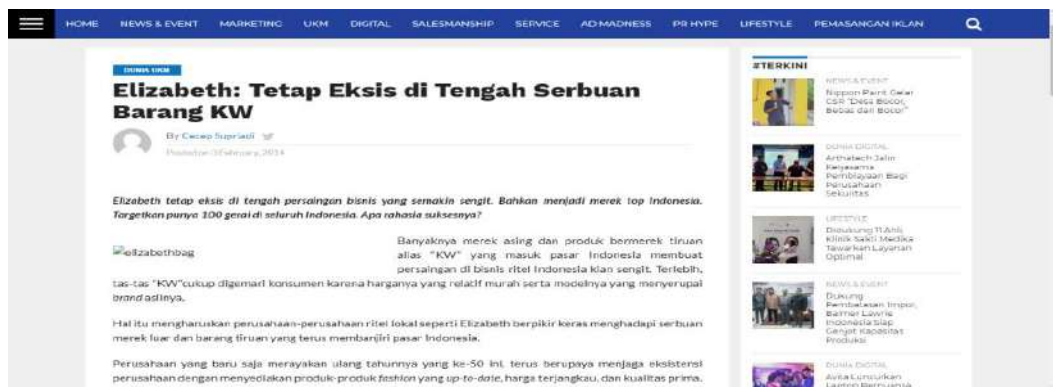 HOME NEWS & EVENT MARKETING UKM DIGITAL SALESMANSHIP SERVICE AD MADNESS PR HYPE LIFESTYLE PEMASANGAN IKLAN
DUNIA UKM
Elizabeth: Tetap Eksis di Tengah Serbuan
Barang KW
By Cecep Supriadi
Posted on 3 February, 2014
Elizabeth tetap eksis di tengah persaingan bisnis yang semakin sengit. Bahkan menjadi merek top Indonesia.
Targetkan punya 100 gerai di seluruh Indonesia. Apa rahasia suksesnya?
elizabethbag
Banyaknya merek asing dan produk bermerek tiruan
alias "KW" yang masuk pasar Indonesia membuat
persaingan di bisnis ritel Indonesia kian sengit. Terlebih,
tas-tas "KW"cukup digemari konsumen karena harganya yang relatif murah serta modelnya yang menyerupai
brand aslinya.
Hal itu mengharuskan perusahaan-perusahaan ritel lokal seperti Elizabeth berpikir keras menghadapi serbuan
merek luar dan barang tiruan yang terus membanjiri pasar Indonesia.
Perusahaan yang baru saja merayakan ulang tahunnya yang ke-50 ini, terus berupaya menjaga eksistensi
perusahaan dengan menyediakan produk-produk fashion yang up-to-date, harga terjangkau, dan kualitas prima.
#TERKINI
NEWS & EVENT
Nippon Paint Gelar
CSR "Desa Bocor,
Bebas dari Bocor"
DUNIA DIGITAL
Arthatech Jalin
Kerjasama
Pembiayaan Bagi
Perusahaan
Sekuritas
LIFESTYLE
Didukung 11 Ahli,
Klinik Sakti Medika
Tawarkan Layanan
Optimal
NEWS & EVENT
Dukung
Pembatasan Impor,
Barmer Lawrie
Indonesia Siap
Genjot Kapasitas
Produksi
DUNIA DIGITAL
Avita Luncurkan
Laptop Bernuansa